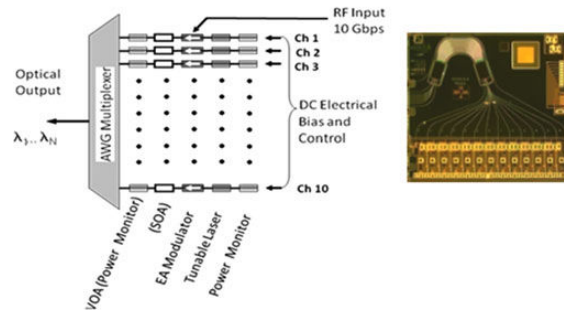 RF Input
10 Gbps
Ch 1
Ch 2
Ch 3
Optical
Output
λ1.. λN
AWG Multiplexer
DC Electrical
Bias and
Control
Ch 10
VOA (Power Monitor)
(SOA)
EA Modulator
Tunable Laser
Power Monitor